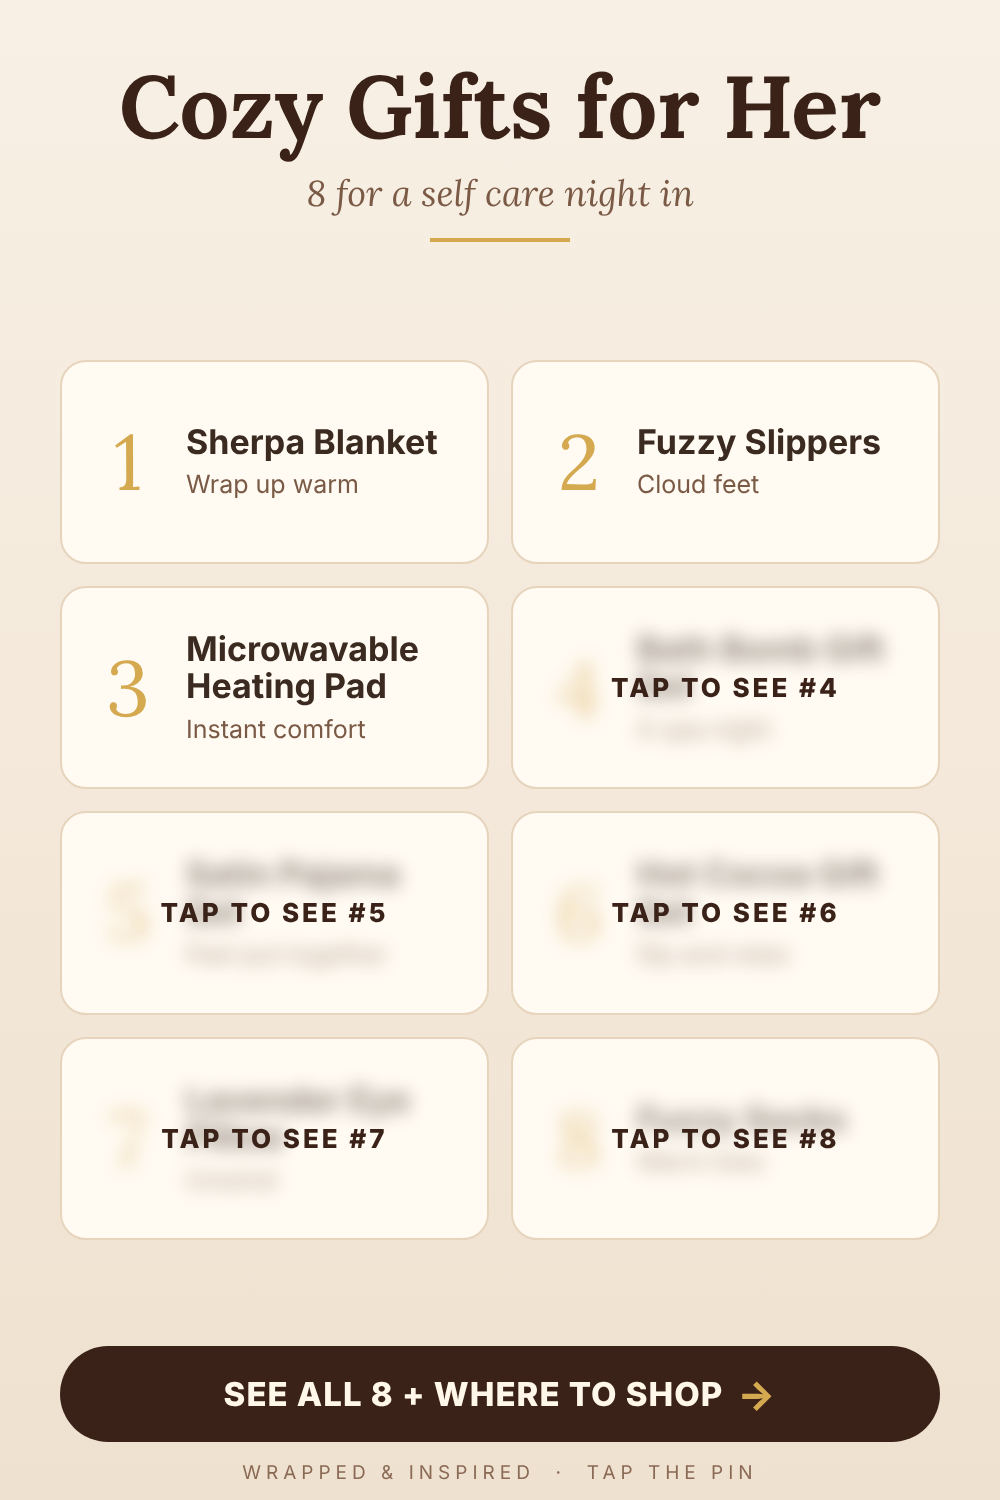 Cozy Gifts for Her
8 for a self care night in
1
Sherpa Blanket
Wrap up warm
2
Fuzzy Slippers
Cloud feet
3
Microwavable
Heating Pad
Instant comfort
TAP TO SEE #4
TAP TO SEE #5
TAP TO SEE #6
TAP TO SEE #7
TAP TO SEE #8
SEE ALL 8 + WHERE TO SHOP →
WRAPPED & INSPIRED · TAP THE PIN